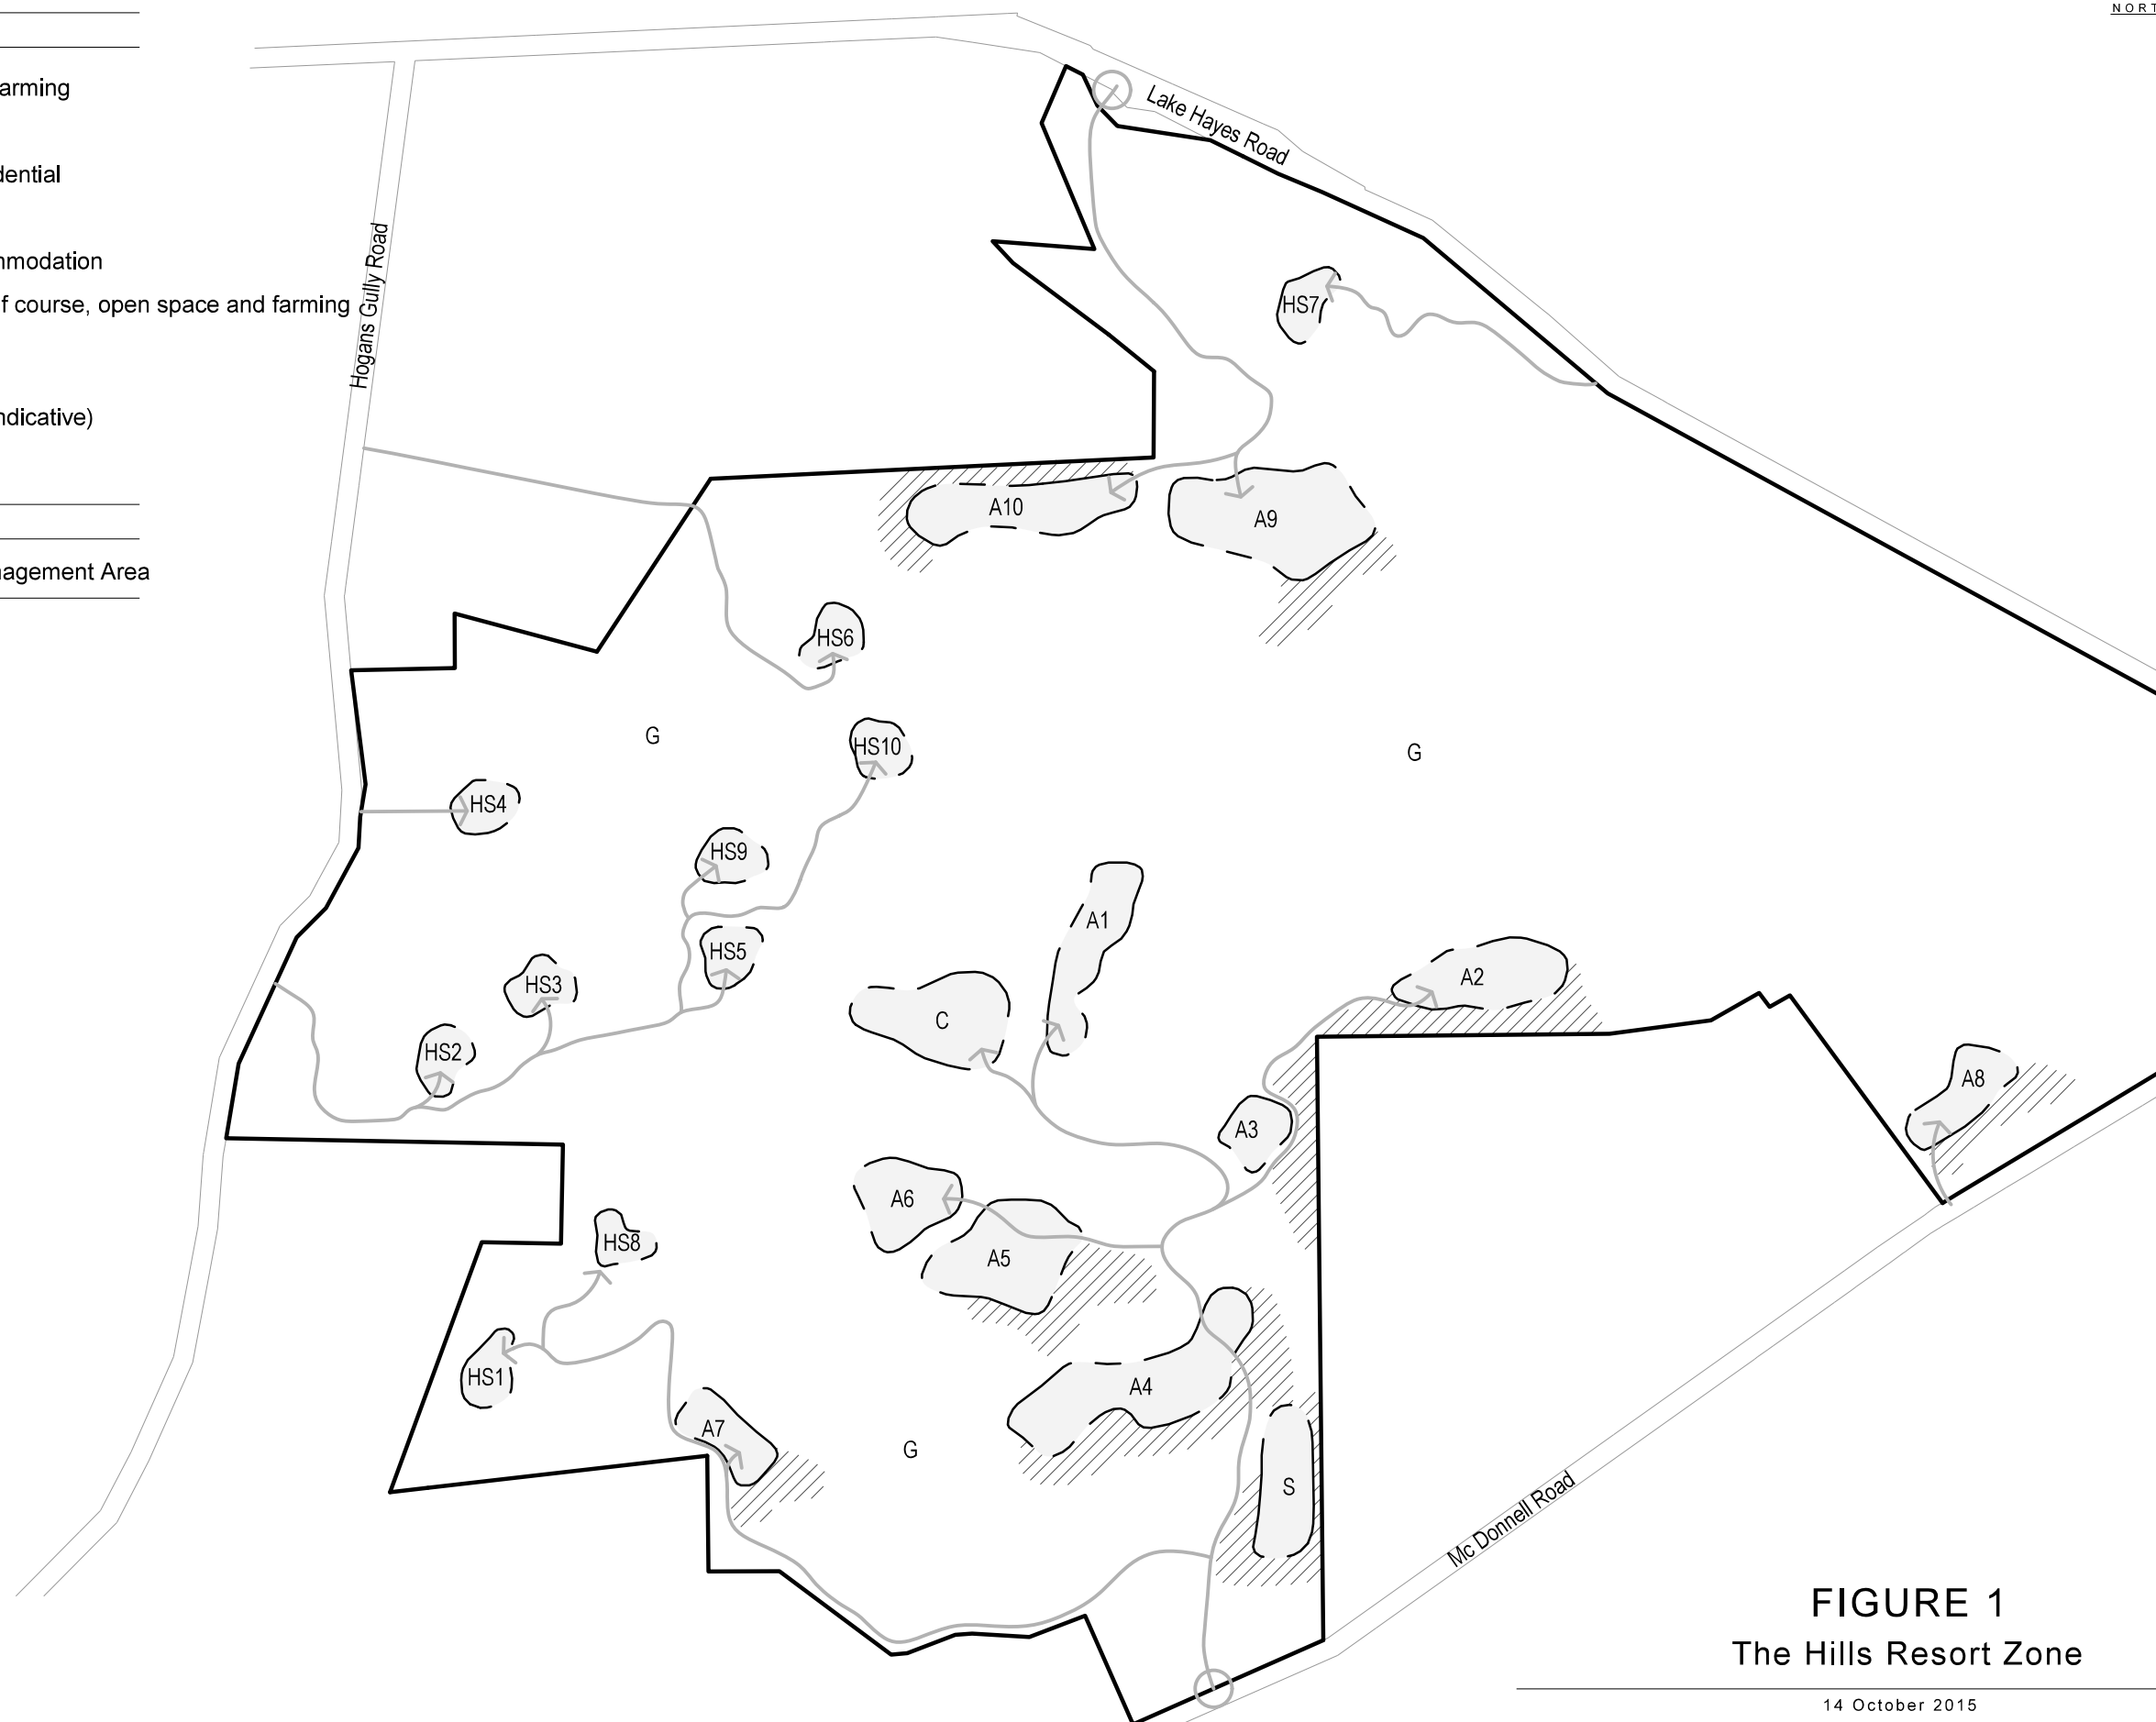 NORT
arming
dential
nmodation
f course, open space and farming
ndicative)
nagement Area
Lake Hayes Road
Hogans Gully Road
HS7
A10
A9
HS6
G
HS10
G
HS4
HS9
A1
HS5
A2
HS3
C
HS2
A8
A3
A6
HS8
A5
HS1
A4
A7
G
S
Mc Donnell Road
FIGURE 1
The Hills Resort Zone
14 October 2015